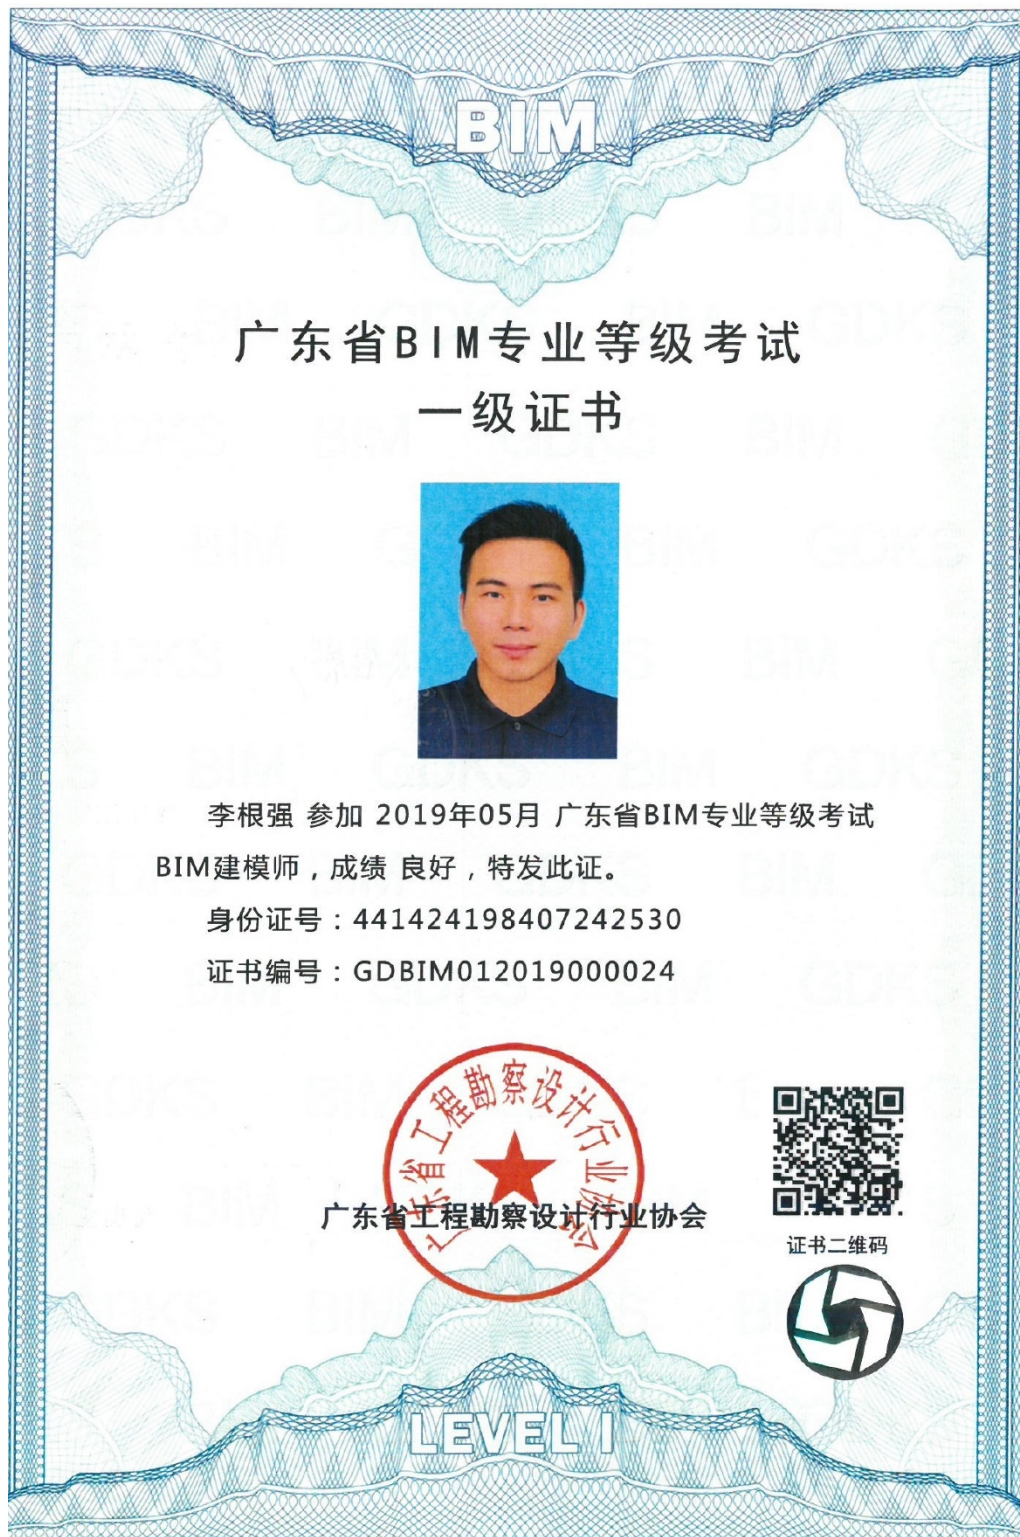 BIM
广东省BIM专业等级考试
一级证书
李根强 参加 2019年05月 广东省BIM专业等级考试
BIM建模师，成绩 良好，特发此证。
身份证号：441424198407242530
证书编号：GDBIM012019000024
广东省工程勘察设计行业协会
广东省工程勘察设计行业协会
证书二维码
LEVEL I